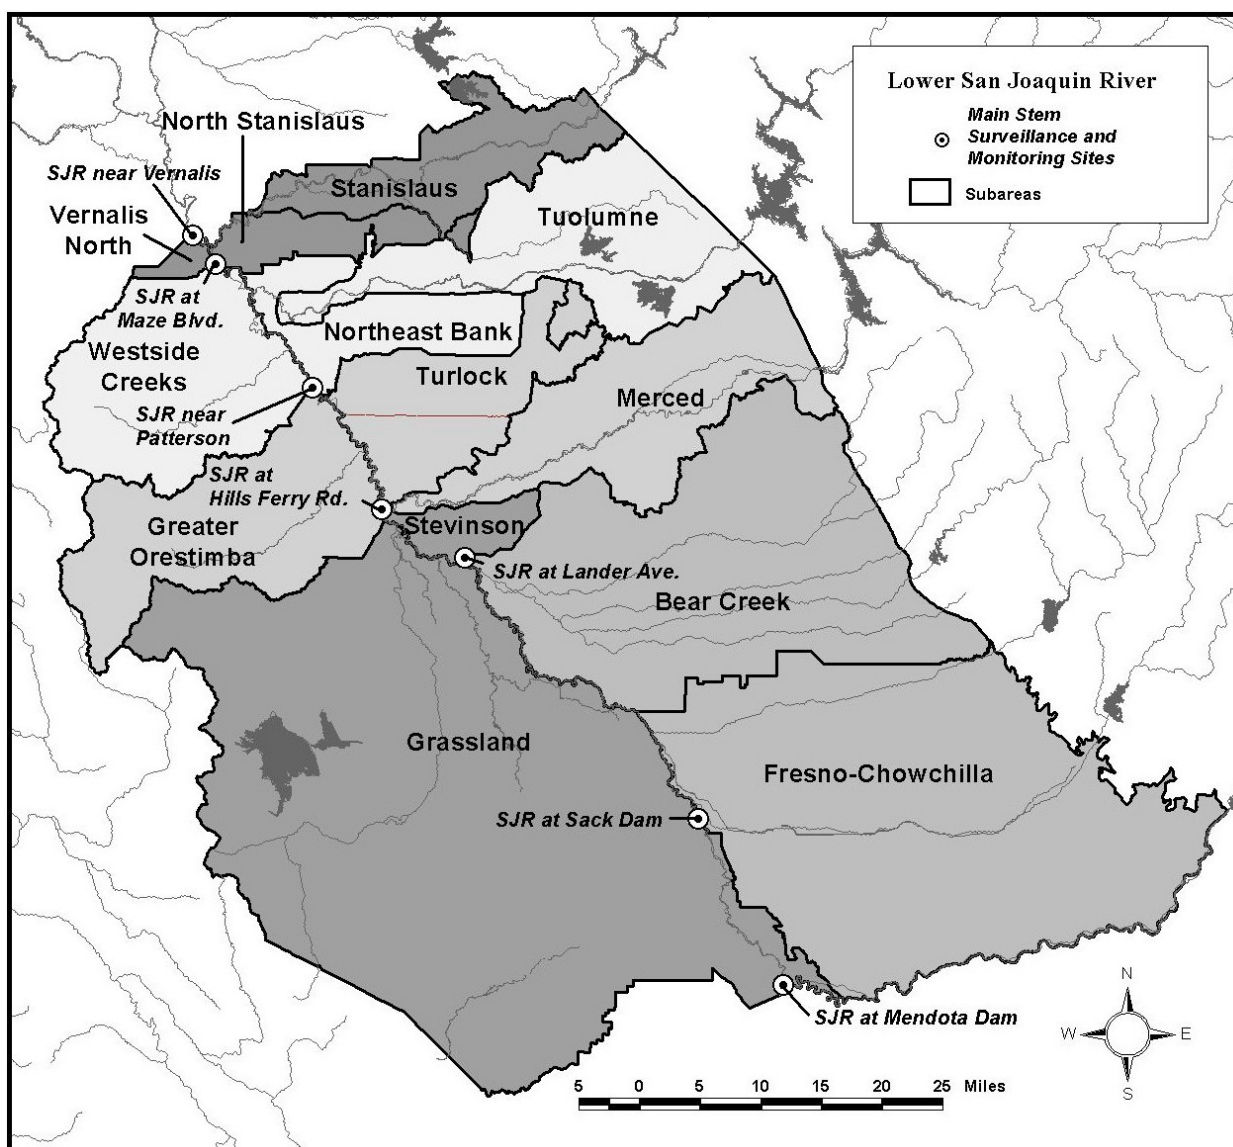 Lower San Joaquin River
Main Stem
Surveillance and
Monitoring Sites
Subareas
North Stanislaus
SJR near Vernalis
Stanislaus
Vernalis
North
Tuolumne
SJR at
Maze Blvd.
Northeast Bank
Westside
Creeks
Turlock
Merced
SJR near
Patterson
SJR at
Hills Ferry Rd.
Greater
Orestimba
Stevinson
SJR at Lander Ave.
Bear Creek
Grassland
Fresno-Chowchilla
SJR at Sack Dam
SJR at Mendota Dam
N
W E
S
5 0 5 10 15 20 25 Miles